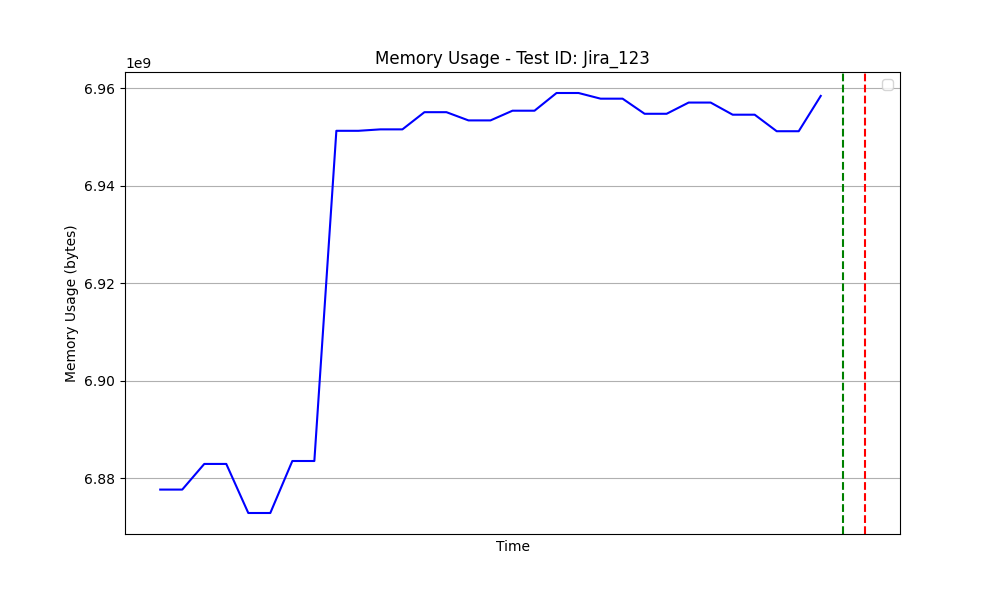 Memory Usage - Test ID: Jira_123
1e9
6.96
6.94
6.92
6.90
6.88
Memory Usage (bytes)
Time